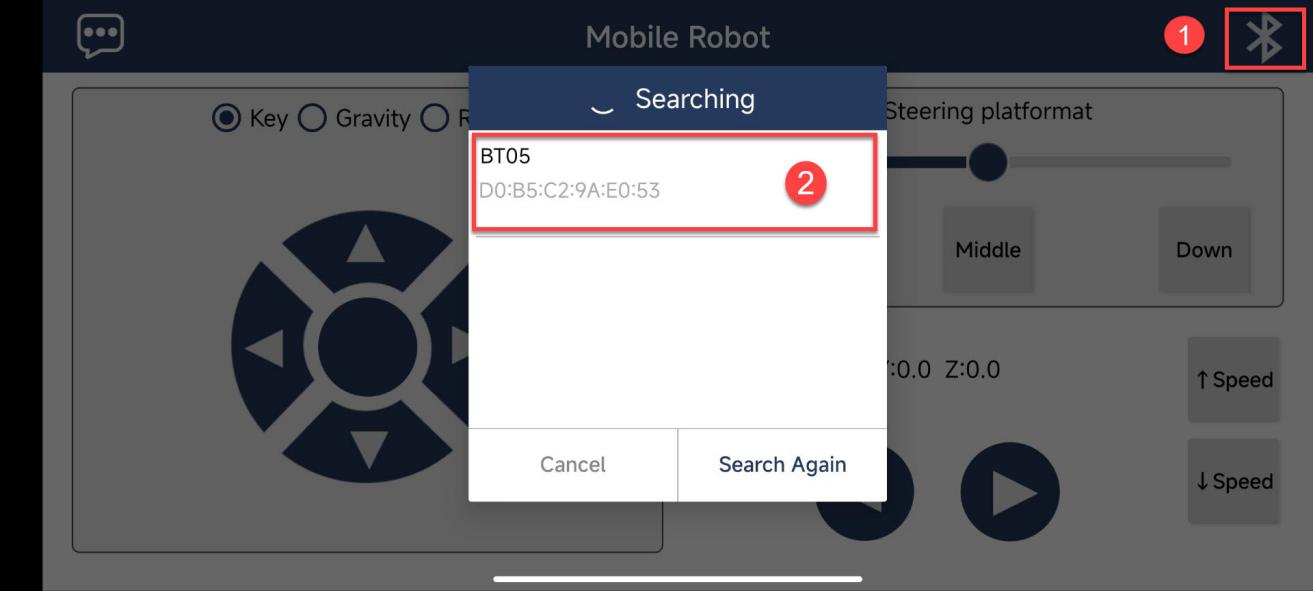 Mobile Robot
1
Searching
Key Gravity R
Steering platformat
BT05
D0:B5:C2:9A:E0:53
2
Middle
Down
:0.0 Z:0.0
↑Speed
Cancel
Search Again
↓Speed